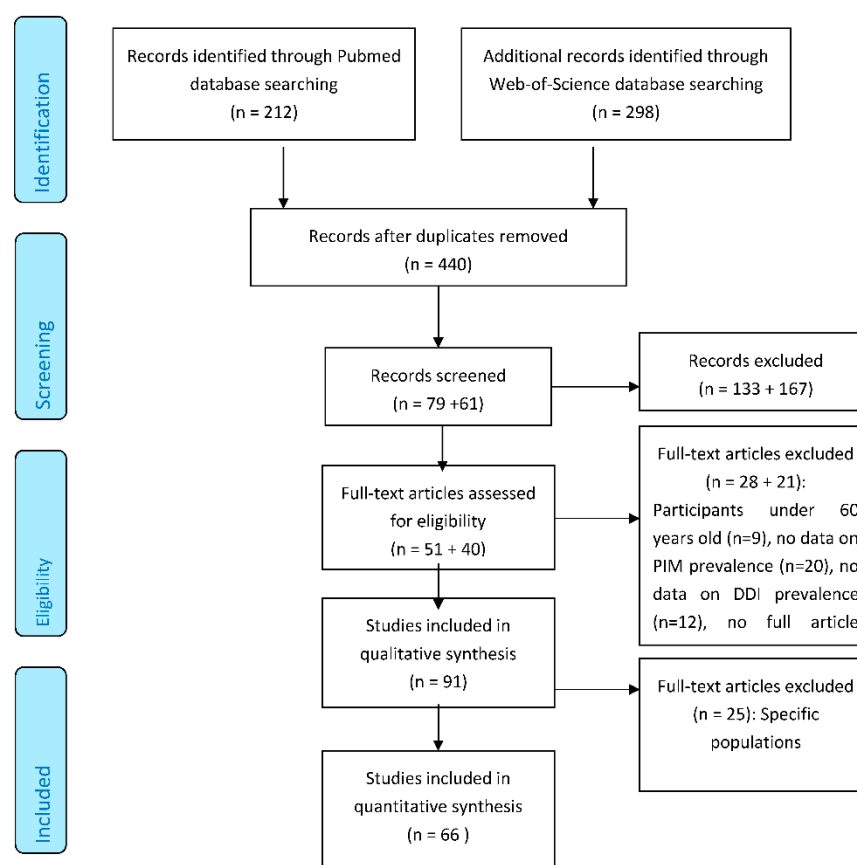 Identification
Records identified through Pubmed
database searching
(n = 212)
Additional records identified through
Web-of-Science database searching
(n = 298)
Screening
Records after duplicates removed
(n = 440)
Records screened
(n = 79 +61)
Records excluded
(n = 133 + 167)
Eligibility
Full-text articles assessed
for eligibility
(n = 51 + 40)
Full-text articles excluded
(n = 28 + 21):
Participants under 60
years old (n=9), no data on
PIM prevalence (n=20), no
data on DDI prevalence
(n=12), no full article
Studies included in
qualitative synthesis
(n = 91)
Full-text articles excluded
(n = 25): Specific
populations
Included
Studies included in
quantitative synthesis
(n = 66 )